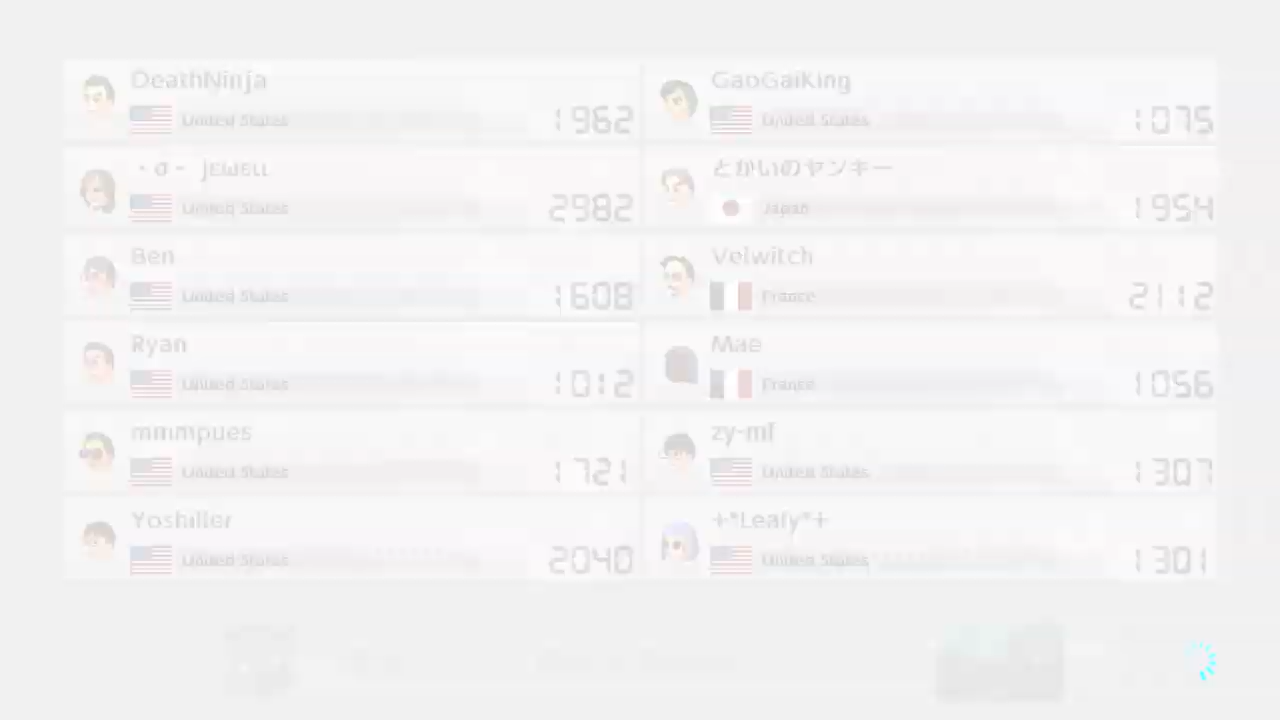 DeathNinja
United States
1962
GaoGaiKing
United States
1075
- σ - jεωεll
United States
2982
とかいのヤンキー
Japan
1954
Ben
United States
1608
Velwitch
France
2112
Ryan
United States
1012
Mae
France
1056
mmmpues
United States
1721
zy-mf
United States
1307
Yoshiller
United States
2040
+*Leafy*+
United States
1301